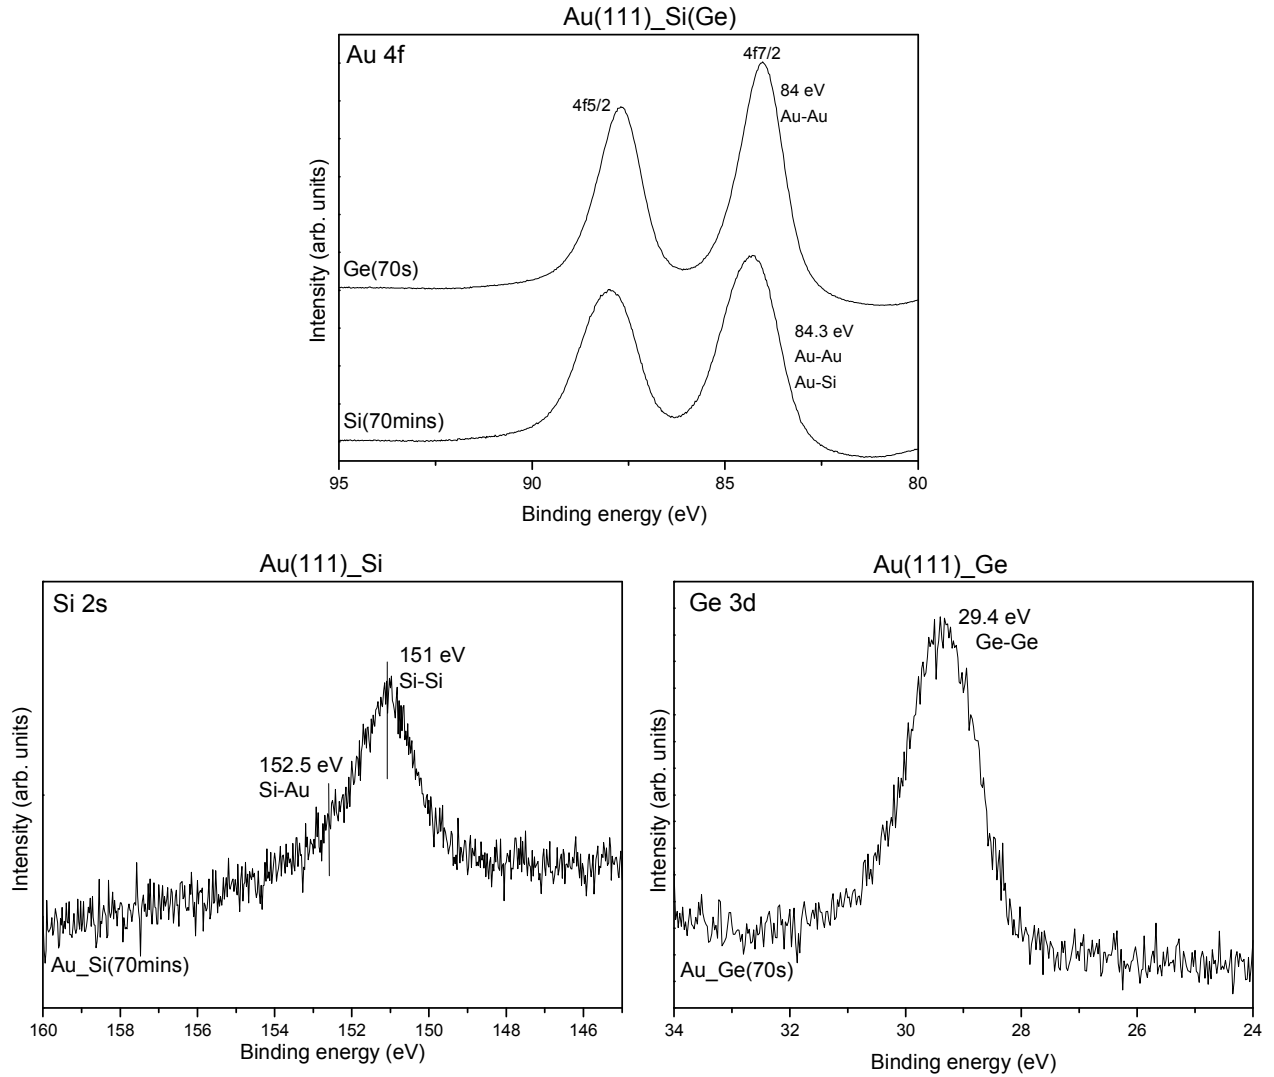 Au(111)_Si(Ge)
Au 4f
4f7/2
84 eV
Au-Au
4f5/2
Ge(70s)
84.3 eV
Au-Au
Au-Si
Si(70mins)
Intensity (arb. units)
95 90 85 80
Binding energy (eV)
Au(111)_Si
Si 2s
151 eV
Si-Si
152.5 eV
Si-Au
Au_Si(70mins)
Intensity (arb. units)
160 158 156 154 152 150 148 146
Binding energy (eV)
Au(111)_Ge
Ge 3d
29.4 eV
Ge-Ge
Au_Ge(70s)
Intensity (arb. units)
34 32 30 28 26 24
Binding energy (eV)